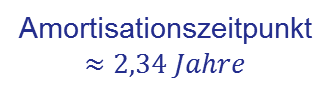 Amortisationszeitpunkt
≈ 2,34 Jahre